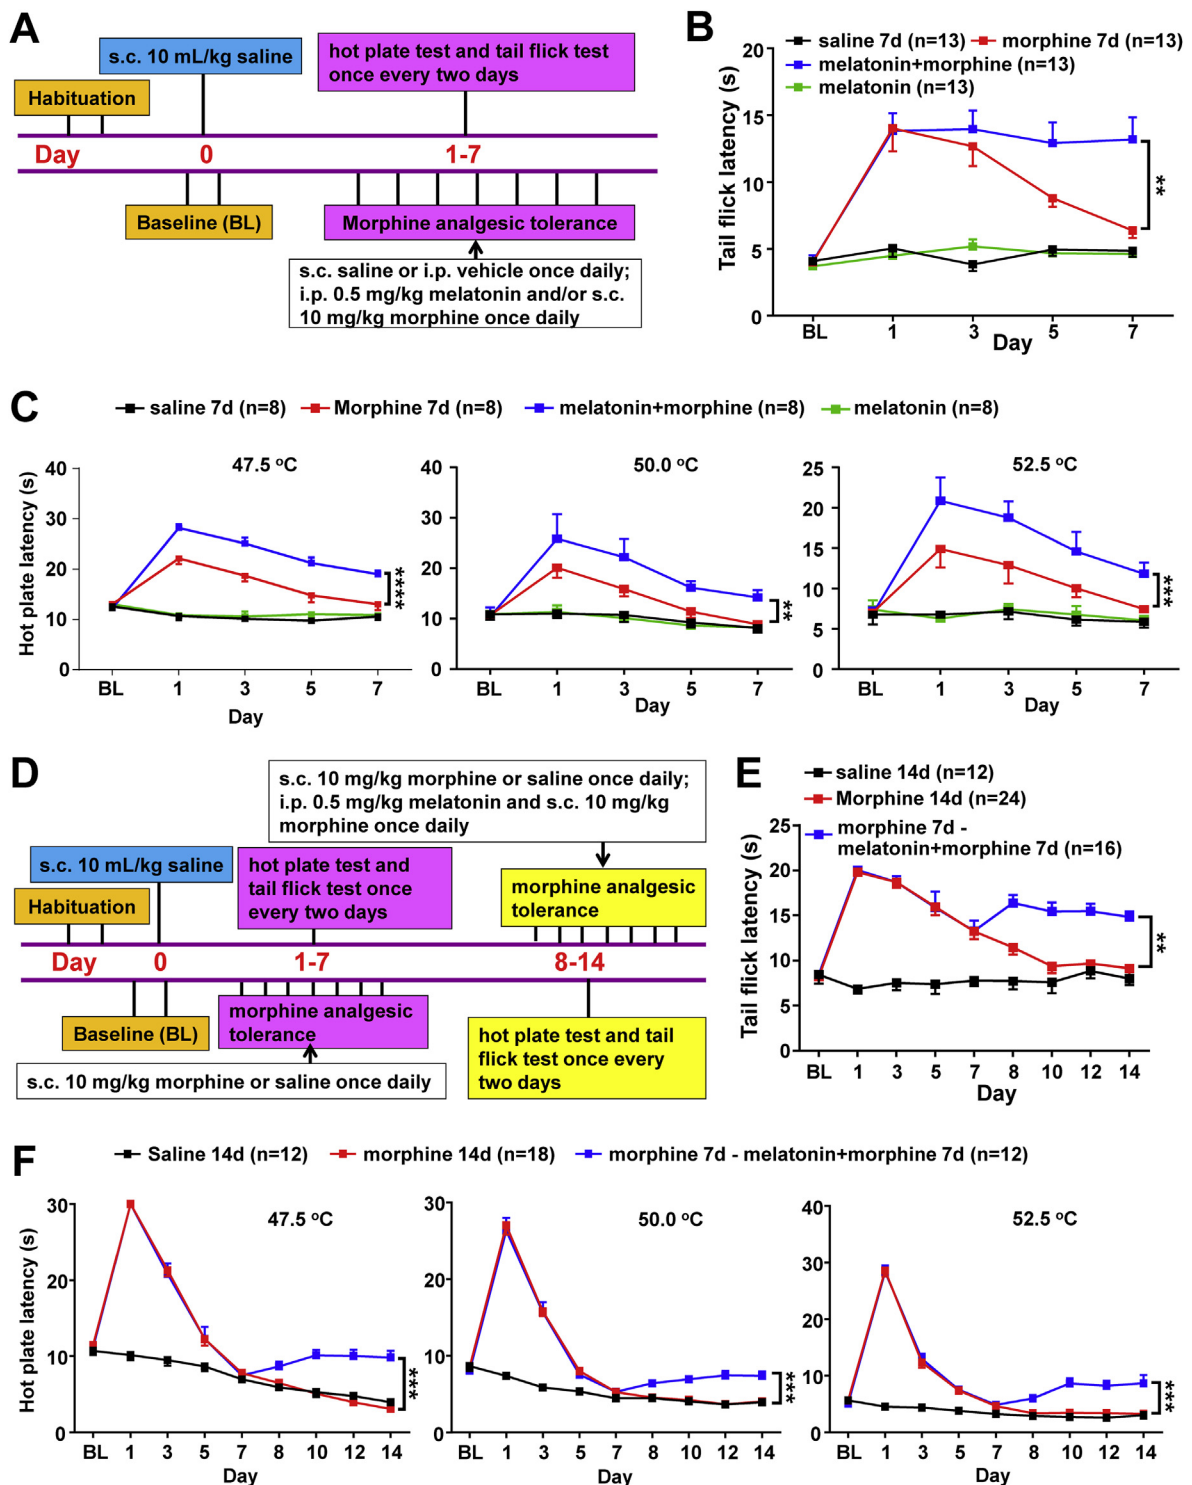 A
s.c. 10 mL/kg saline
hot plate test and tail flick test
once every two days
Habituation
Day
0
1-7
Baseline (BL)
Morphine analgesic tolerance
s.c. saline or i.p. vehicle once daily;
i.p. 0.5 mg/kg melatonin and/or s.c.
10 mg/kg morphine once daily
B
saline 7d (n=13)
morphine 7d (n=13)
melatonin+morphine (n=13)
melatonin (n=13)
Tail flick latency (s)
20
15
10
5
0
**
BL 1 3 5 7
Day
C
saline 7d (n=8)
Morphine 7d (n=8)
melatonin+morphine (n=8)
melatonin (n=8)
Hot plate latency (s)
47.5 °C
40
30
20
10
0
****
BL 1 3 5 7
Day
50.0 °C
40
30
20
10
0
**
BL 1 3 5 7
Day
52.5 °C
25
20
15
10
5
0
***
BL 1 3 5 7
Day
D
s.c. 10 mg/kg morphine or saline once daily;
i.p. 0.5 mg/kg melatonin and s.c. 10 mg/kg
morphine once daily
s.c. 10 mL/kg saline
hot plate test and
tail flick test once
every two days
morphine analgesic
tolerance
Habituation
Day
0
1-7
8-14
Baseline (BL)
morphine analgesic
tolerance
hot plate test and tail
flick test once every
two days
s.c. 10 mg/kg morphine or saline once daily
E
saline 14d (n=12)
Morphine 14d (n=24)
morphine 7d -
melatonin+morphine 7d (n=16)
Tail flick latency (s)
25
20
15
10
5
0
**
BL 1 3 5 7 8 10 12 14
Day
F
Saline 14d (n=12)
morphine 14d (n=18)
morphine 7d - melatonin+morphine 7d (n=12)
Hot plate latency (s)
47.5 °C
30
20
10
0
***
BL 1 3 5 7 8 10 12 14
Day
50.0 °C
30
20
10
0
***
BL 1 3 5 7 8 10 12 14
Day
52.5 °C
40
30
20
10
0
***
BL 1 3 5 7 8 10 12 14
Day